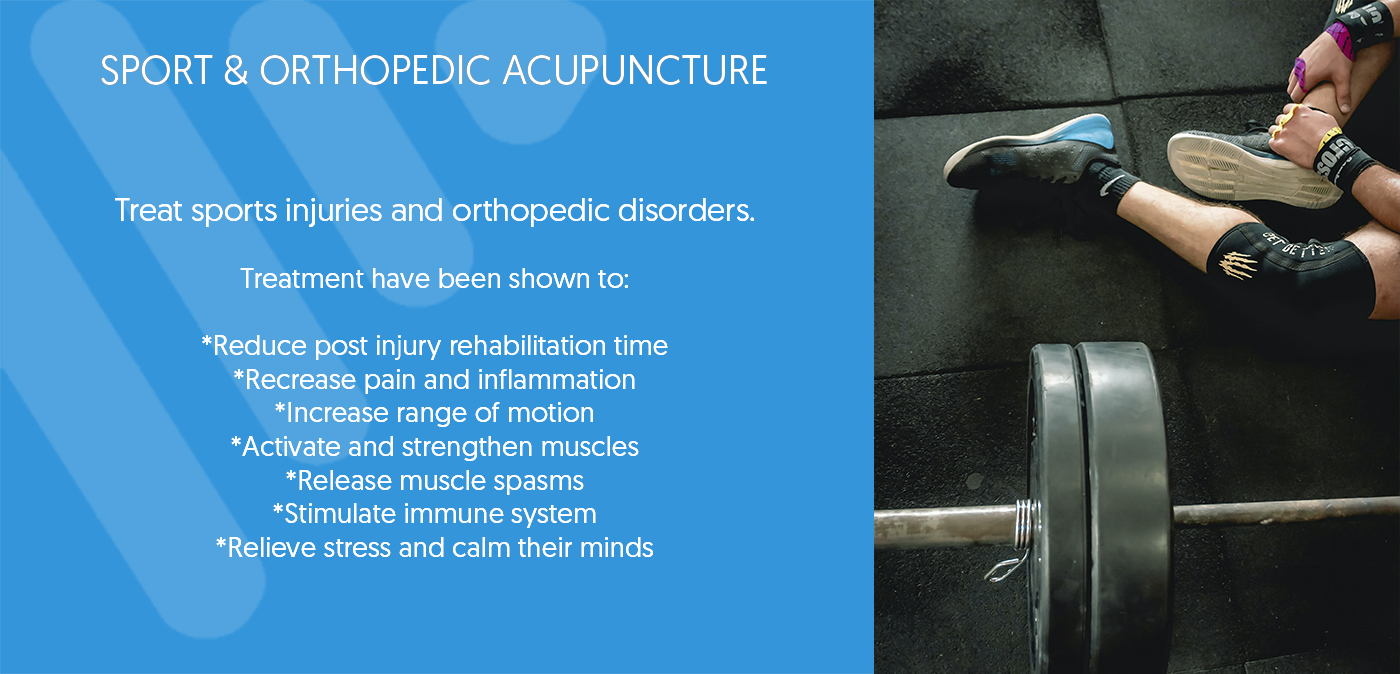 SPORT & ORTHOPEDIC ACUPUNCTURE
Treat sports injuries and orthopedic disorders.
Treatment have been shown to:
*Reduce post injury rehabilitation time
*Recrease pain and inflammation
*Increase range of motion
*Activate and strengthen muscles
*Release muscle spasms
*Stimulate immune system
*Relieve stress and calm their minds